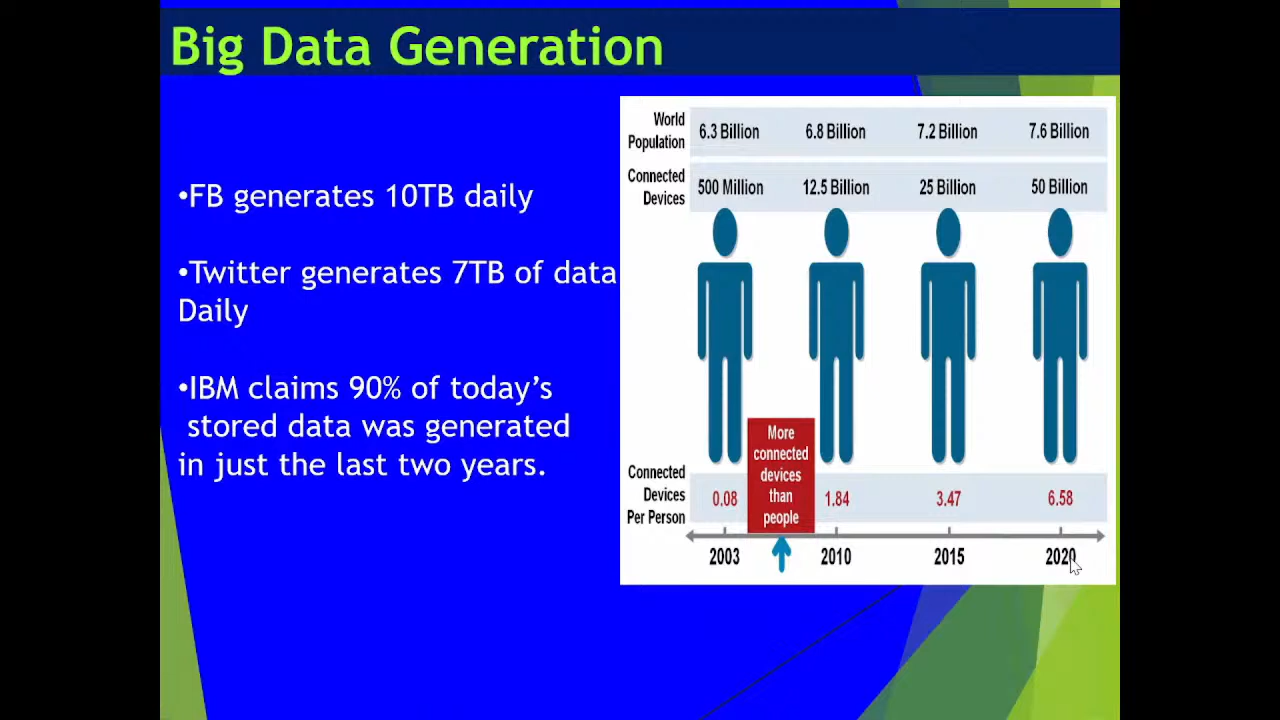 Big Data Generation
•FB generates 10TB daily
•Twitter generates 7TB of data
Daily
•IBM claims 90% of today’s
stored data was generated
in just the last two years.
World
Population
6.3 Billion 6.8 Billion 7.2 Billion 7.6 Billion
Connected
Devices
500 Million 12.5 Billion 25 Billion 50 Billion
More
connected
devices
than
people
Connected
Devices
Per Person
0.08 1.84 3.47 6.58
2003 2010 2015 2020